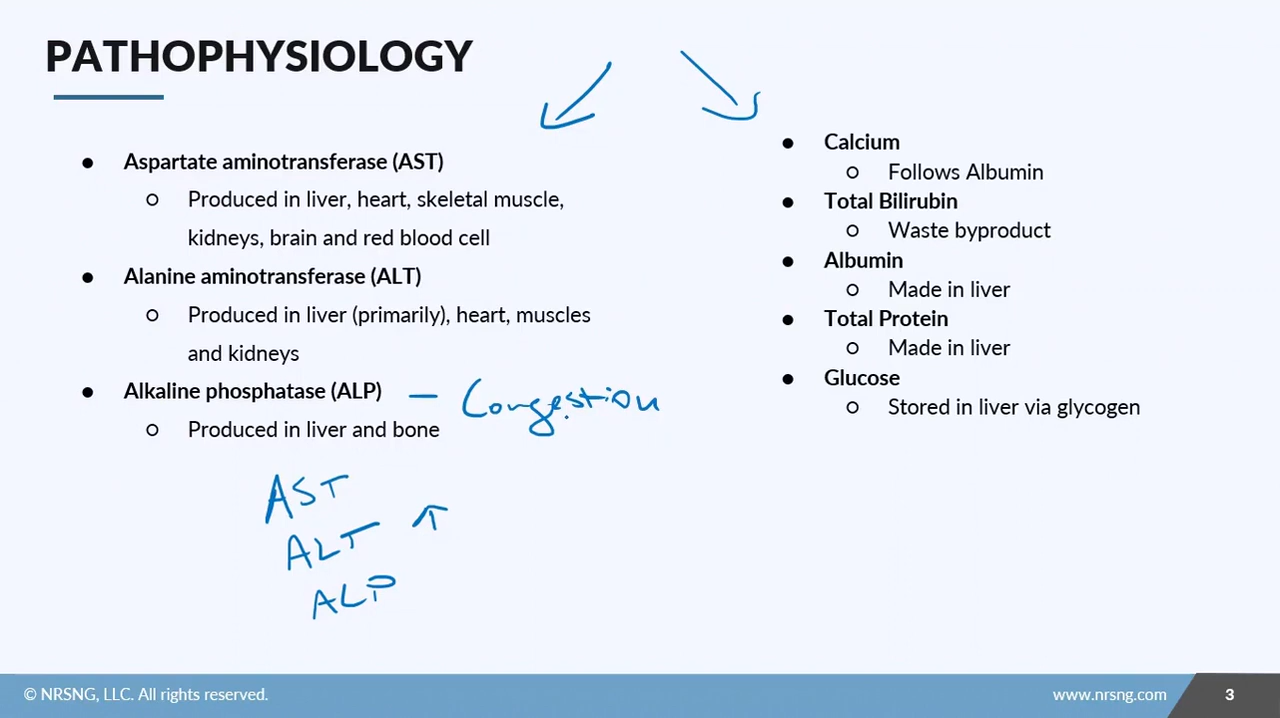 PATHOPHYSIOLOGY
● Aspartate aminotransferase (AST)
○ Produced in liver, heart, skeletal muscle,
kidneys, brain and red blood cell
● Alanine aminotransferase (ALT)
○ Produced in liver (primarily), heart, muscles
and kidneys
● Alkaline phosphatase (ALP) — Congestion
○ Produced in liver and bone
AST
ALT ↑
ALP
● Calcium
○ Follows Albumin
● Total Bilirubin
○ Waste byproduct
● Albumin
○ Made in liver
● Total Protein
○ Made in liver
● Glucose
○ Stored in liver via glycogen
© NRSNG, LLC. All rights reserved.
www.nrsng.com
3